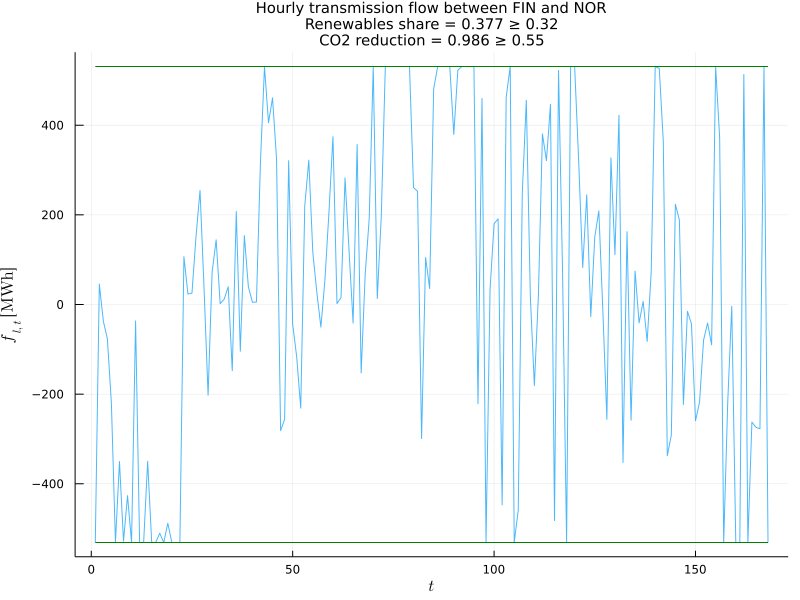 Hourly transmission flow between FIN and NOR
Renewables share = 0.377 ≥ 0.32
CO2 reduction = 0.986 ≥ 0.55
f l,t [MWh]
400
200
0
−200
−400
0 50 100 150
t